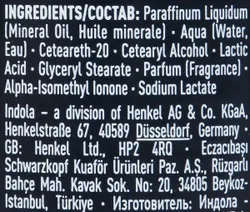 INGREDIENTS/СОСТАВ: Paraffinum Liquidum
(Mineral Oil, Huile minerale) • Aqua (Water,
Eau) • Ceteareth-20 • Cetearyl Alcohol • Lactic
Acid • Glyceryl Stearate • Parfum (Fragrance) •
Alpha-Isomethyl Ionone • Sodium Lactate
Indola – a division of Henkel AG & Co. KGaA,
Henkelstraße 67, 40589 Düsseldorf, Germany
GB: Henkel Ltd., HP2 4RQ • Eczacıbaşı
Schwarzkopf Kuaför Ürünleri Paz. A.Ş., Rüzgarlı
Bahçe Mah. Kavak Sok. No: 20, 34805 Beykoz-
İstanbul, Türkiye • Изготовитель: Индола